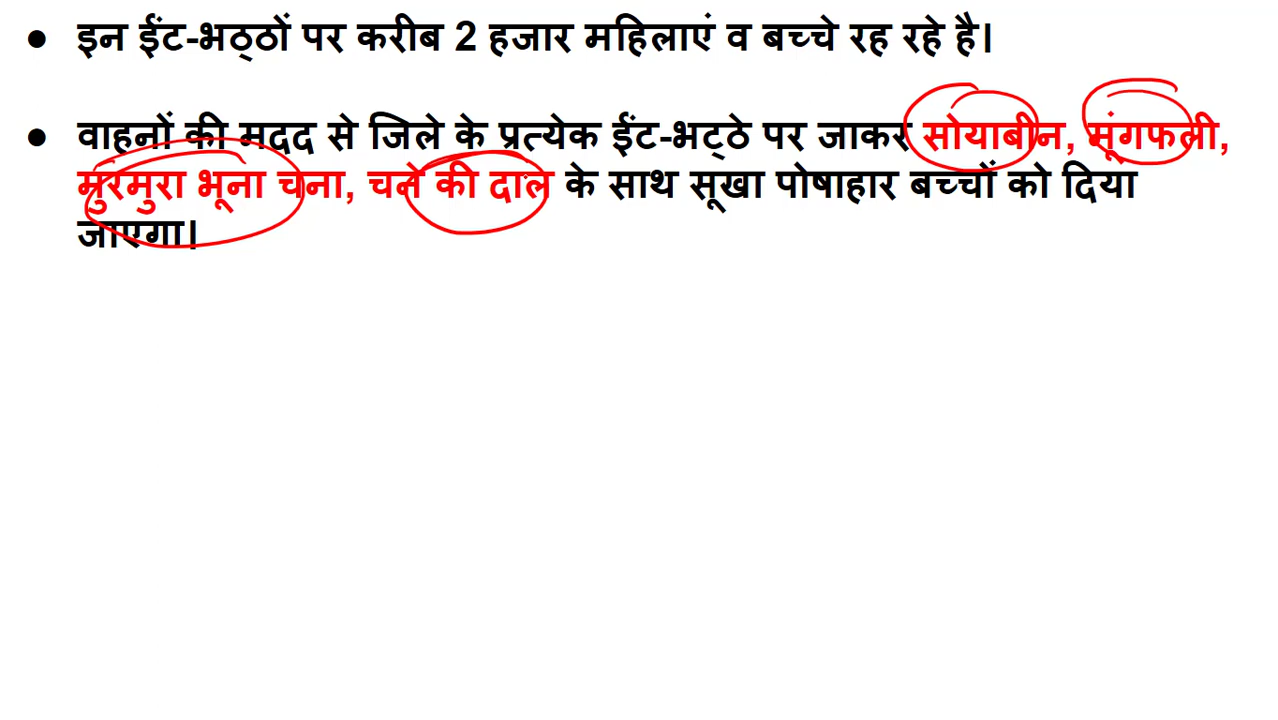 ● इन ईंट-भठ्ठों पर करीब 2 हजार महिलाएं व बच्चे रह रहे है।
● वाहनों की मदद से जिले के प्रत्येक ईंट-भट्ठे पर जाकर सोयाबीन, मूंगफली,
मुरमुरा भूना चना, चने की दाल के साथ सूखा पोषाहार बच्चों को दिया
जाएगा।